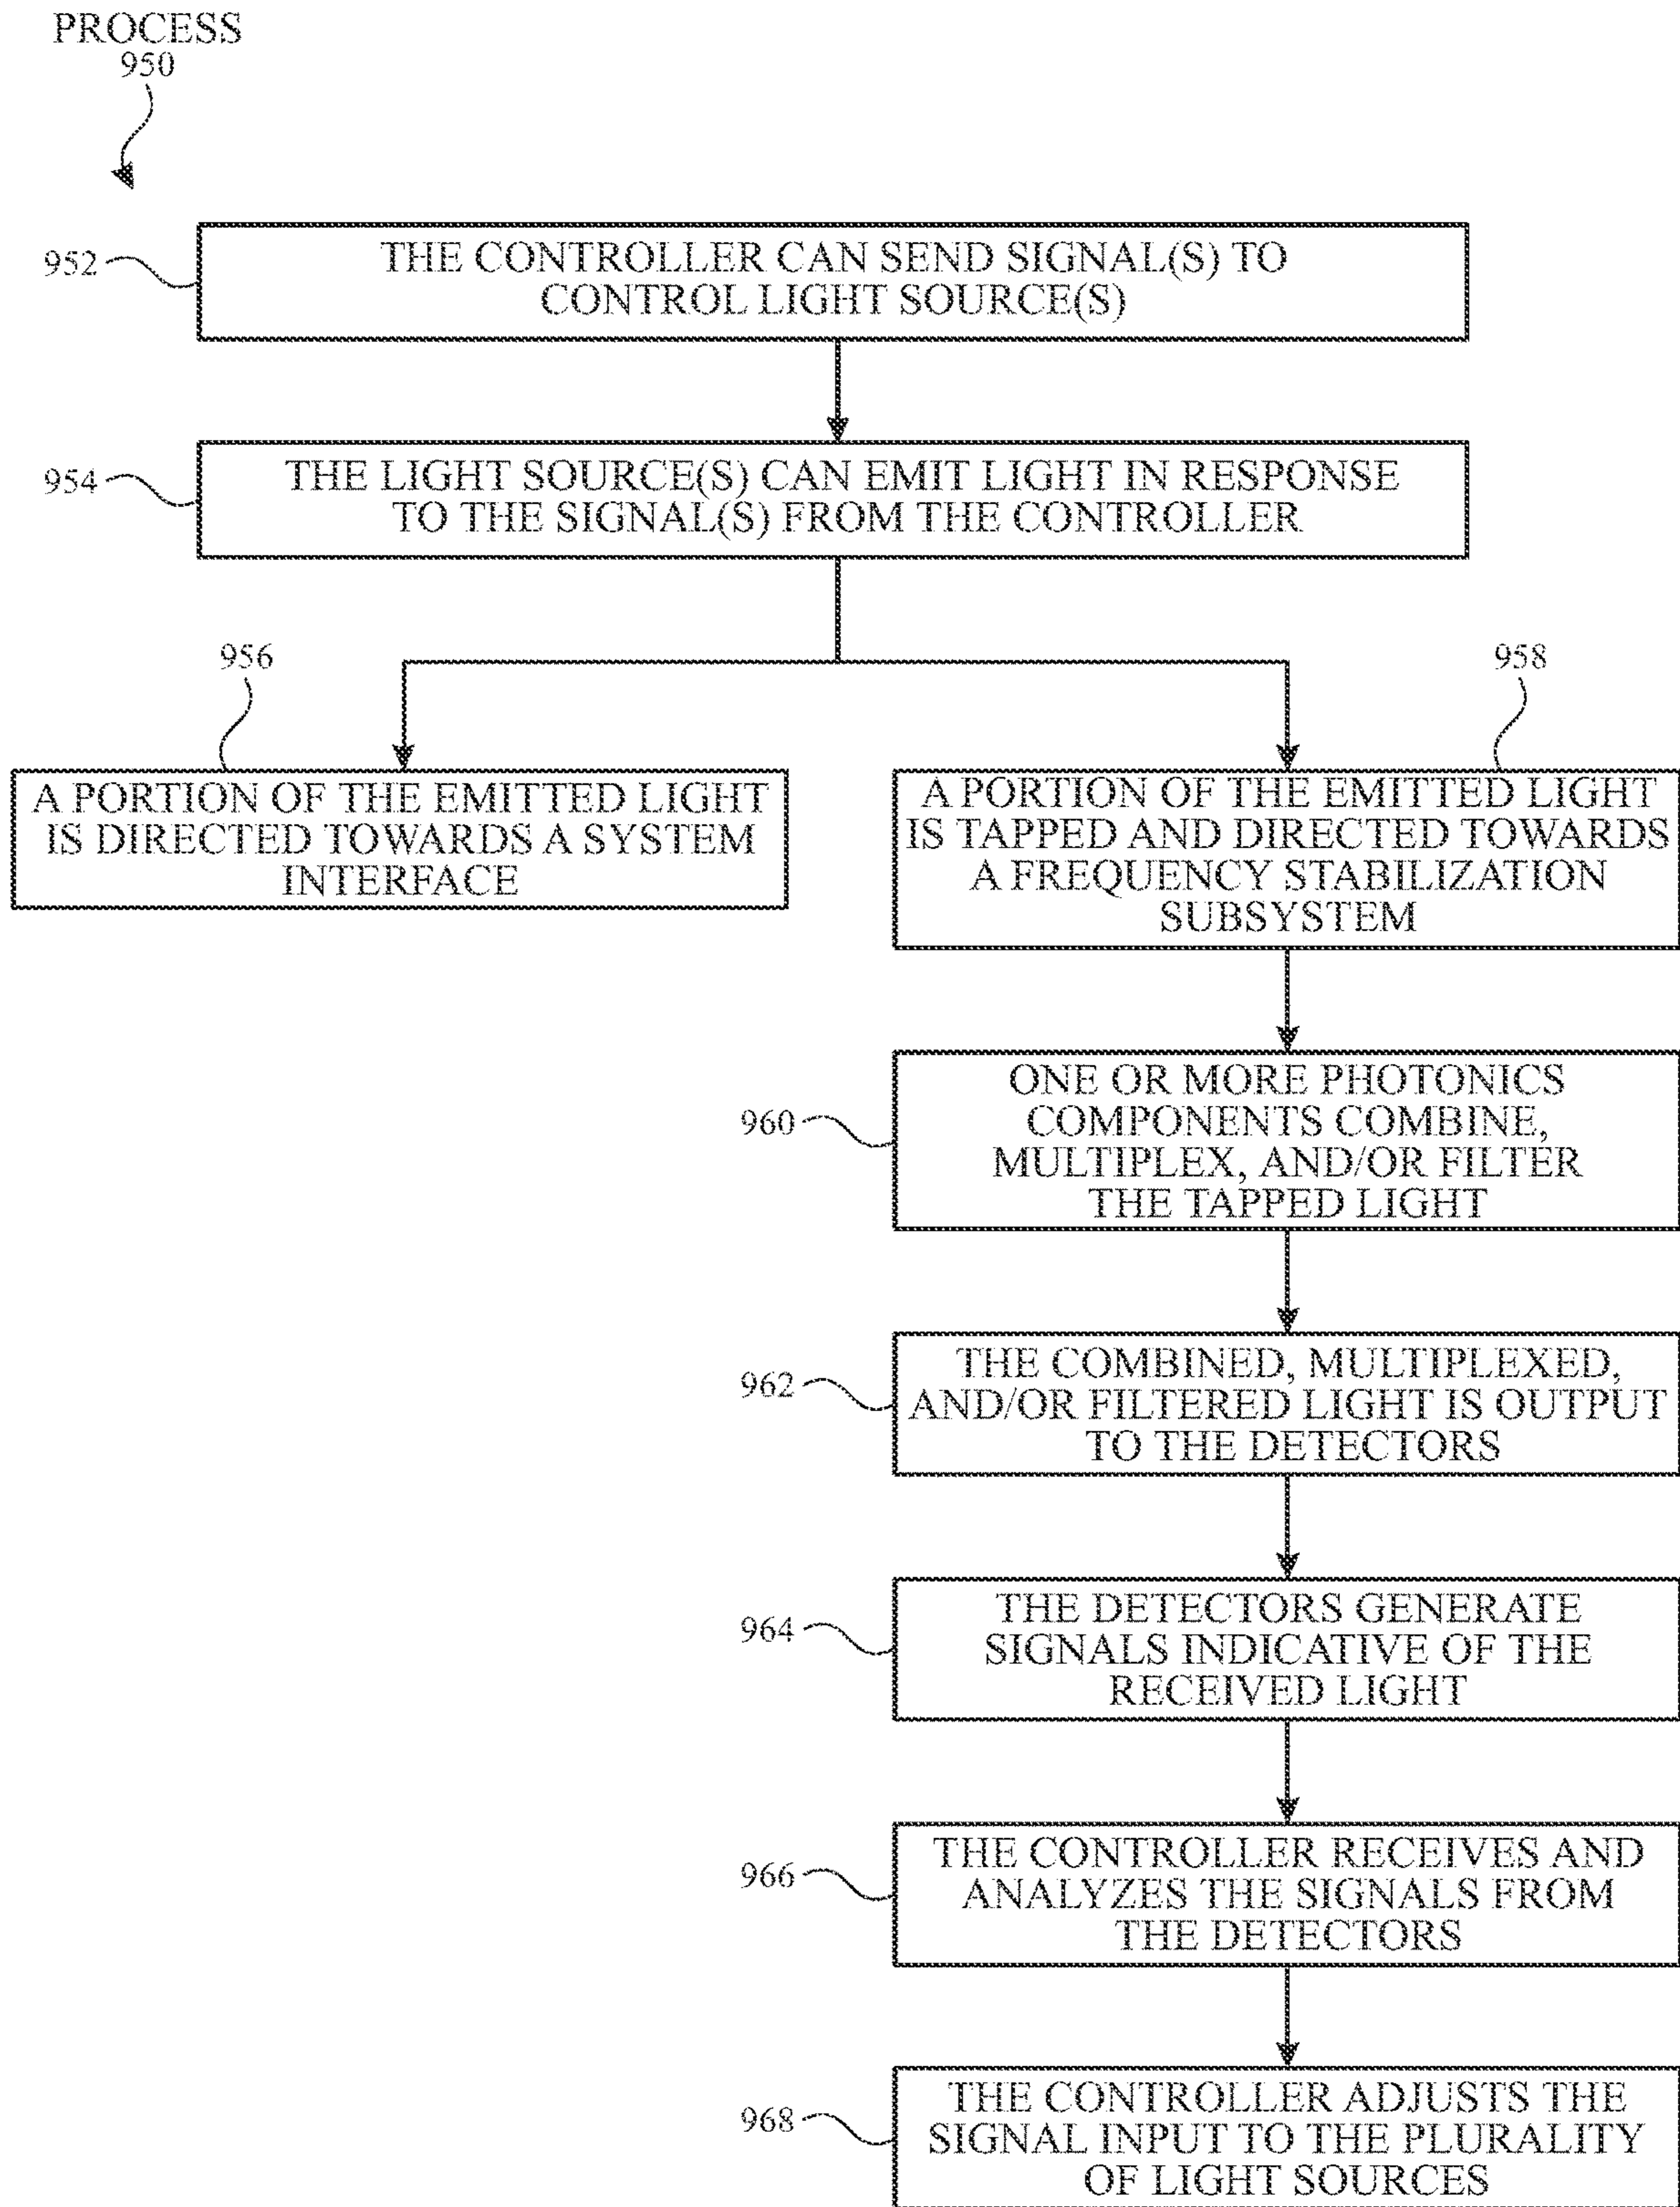 PROCESS
950
952
THE CONTROLLER CAN SEND SIGNAL(S) TO
CONTROL LIGHT SOURCE(S)
954
THE LIGHT SOURCE(S) CAN EMIT LIGHT IN RESPONSE
TO THE SIGNAL(S) FROM THE CONTROLLER
956
A PORTION OF THE EMITTED LIGHT
IS DIRECTED TOWARDS A SYSTEM
INTERFACE
958
A PORTION OF THE EMITTED LIGHT
IS TAPPED AND DIRECTED TOWARDS
A FREQUENCY STABILIZATION
SUBSYSTEM
960
ONE OR MORE PHOTONICS
COMPONENTS COMBINE,
MULTIPLEX, AND/OR FILTER
THE TAPPED LIGHT
962
THE COMBINED, MULTIPLEXED,
AND/OR FILTERED LIGHT IS OUTPUT
TO THE DETECTORS
964
THE DETECTORS GENERATE
SIGNALS INDICATIVE OF THE
RECEIVED LIGHT
966
THE CONTROLLER RECEIVES AND
ANALYZES THE SIGNALS FROM
THE DETECTORS
968
THE CONTROLLER ADJUSTS THE
SIGNAL INPUT TO THE PLURALITY
OF LIGHT SOURCES